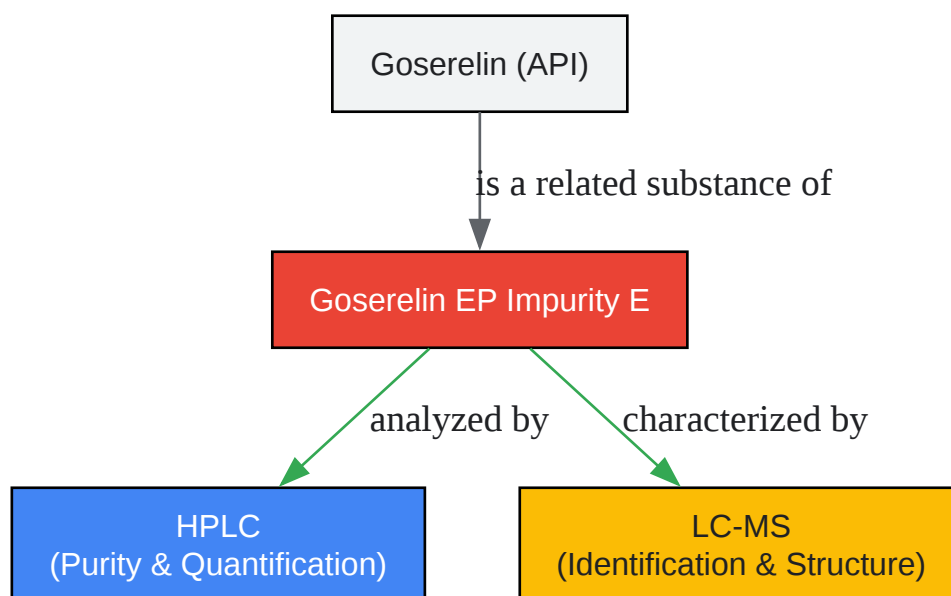 Goserelin (API)
is a related substance of
Goserelin EP Impurity E
analyzed by
characterized by
HPLC
(Purity & Quantification)
LC-MS
(Identification & Structure)